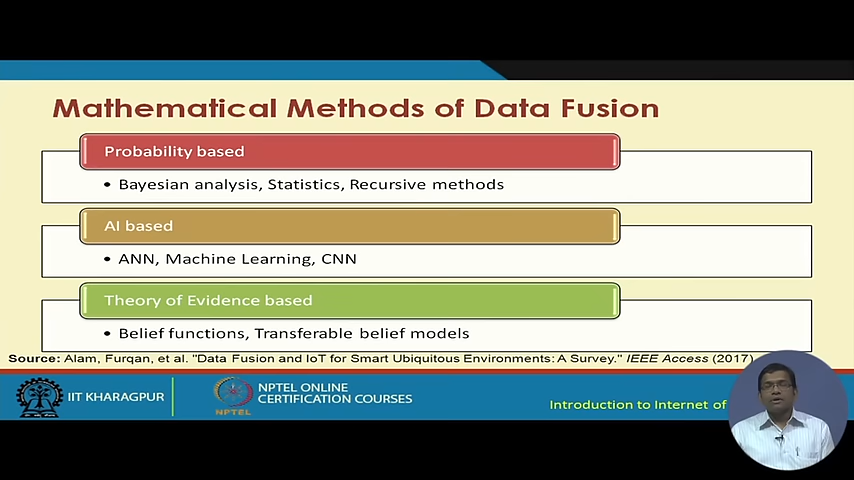 Mathematical Methods of Data Fusion
Probability based
• Bayesian analysis, Statistics, Recursive methods
AI based
• ANN, Machine Learning, CNN
Theory of Evidence based
• Belief functions, Transferable belief models
Source: Alam, Furqan, et al. "Data Fusion and IoT for Smart Ubiquitous Environments: A Survey." IEEE Access (2017)
IIT KHARAGPUR
NPTEL
NPTEL ONLINE
CERTIFICATION COURSES
Introduction to Internet of